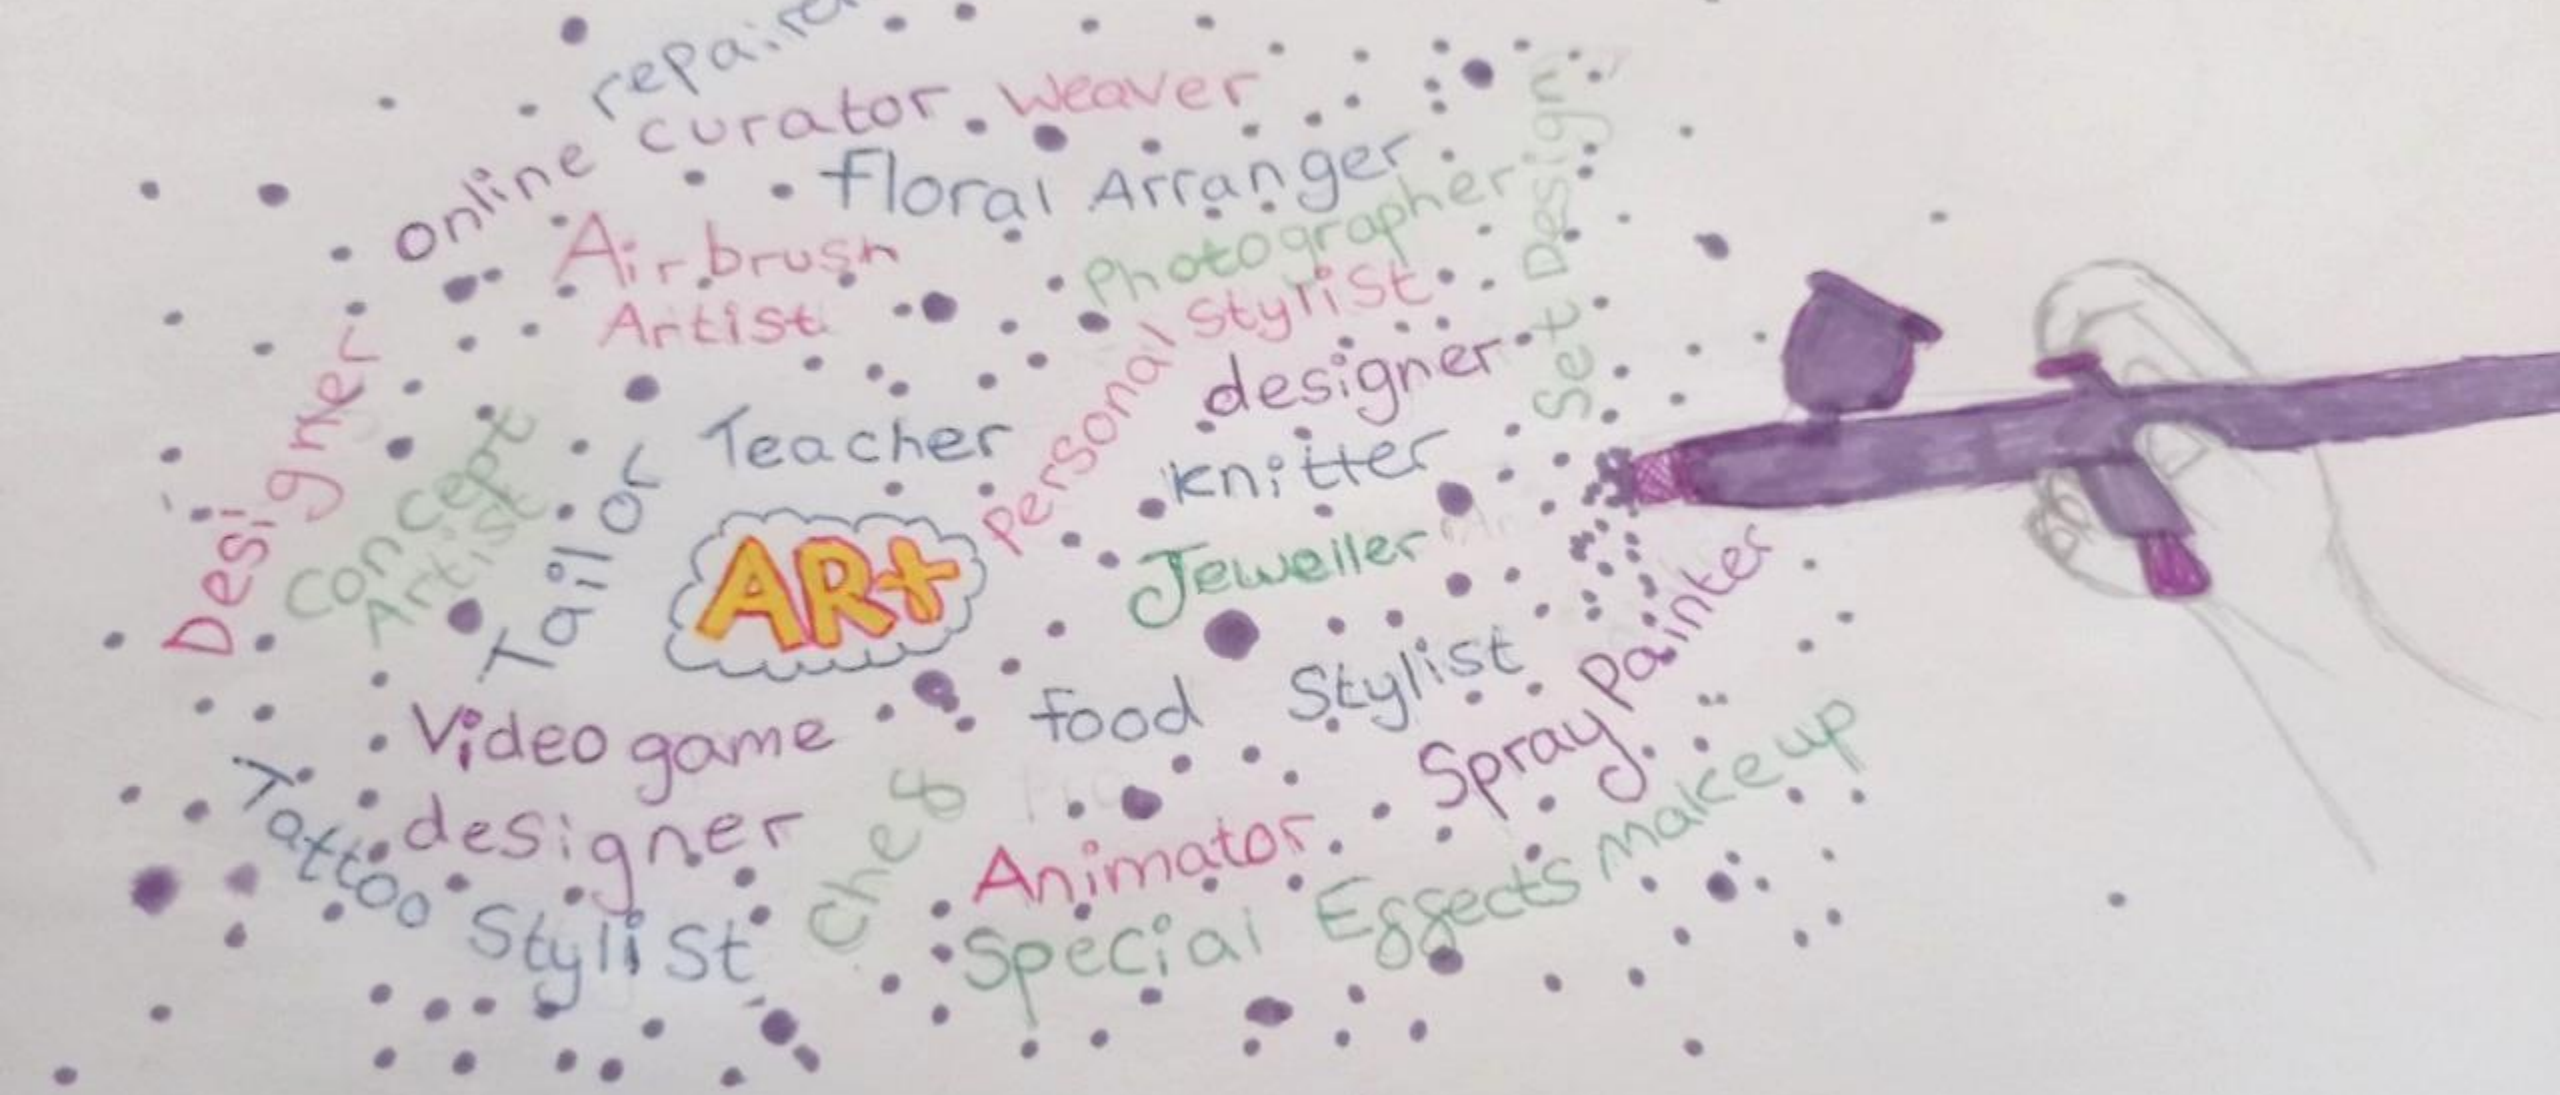 online curator
weaver
Floral Arranger
Photographer
Set Design
Airbrush
Artist
Personal Stylist
designer
Designer
Concept
Artist
Tailor
Teacher
knitter
Jeweller
ARt
food Stylist
Spray Painter
Video game
designer
Tattoo Stylist
Chef
Animator
Special Effects Makeup